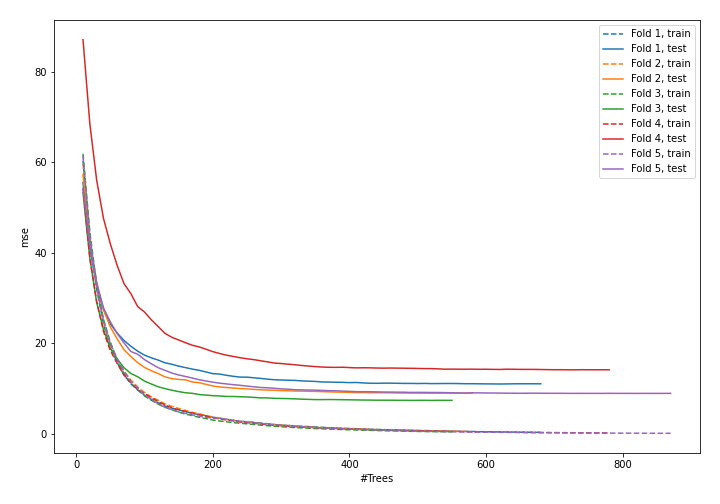 mse
80
60
40
20
0
0
200
400
600
800
#Trees
Fold 1, train
Fold 1, test
Fold 2, train
Fold 2, test
Fold 3, train
Fold 3, test
Fold 4, train
Fold 4, test
Fold 5, train
Fold 5, test